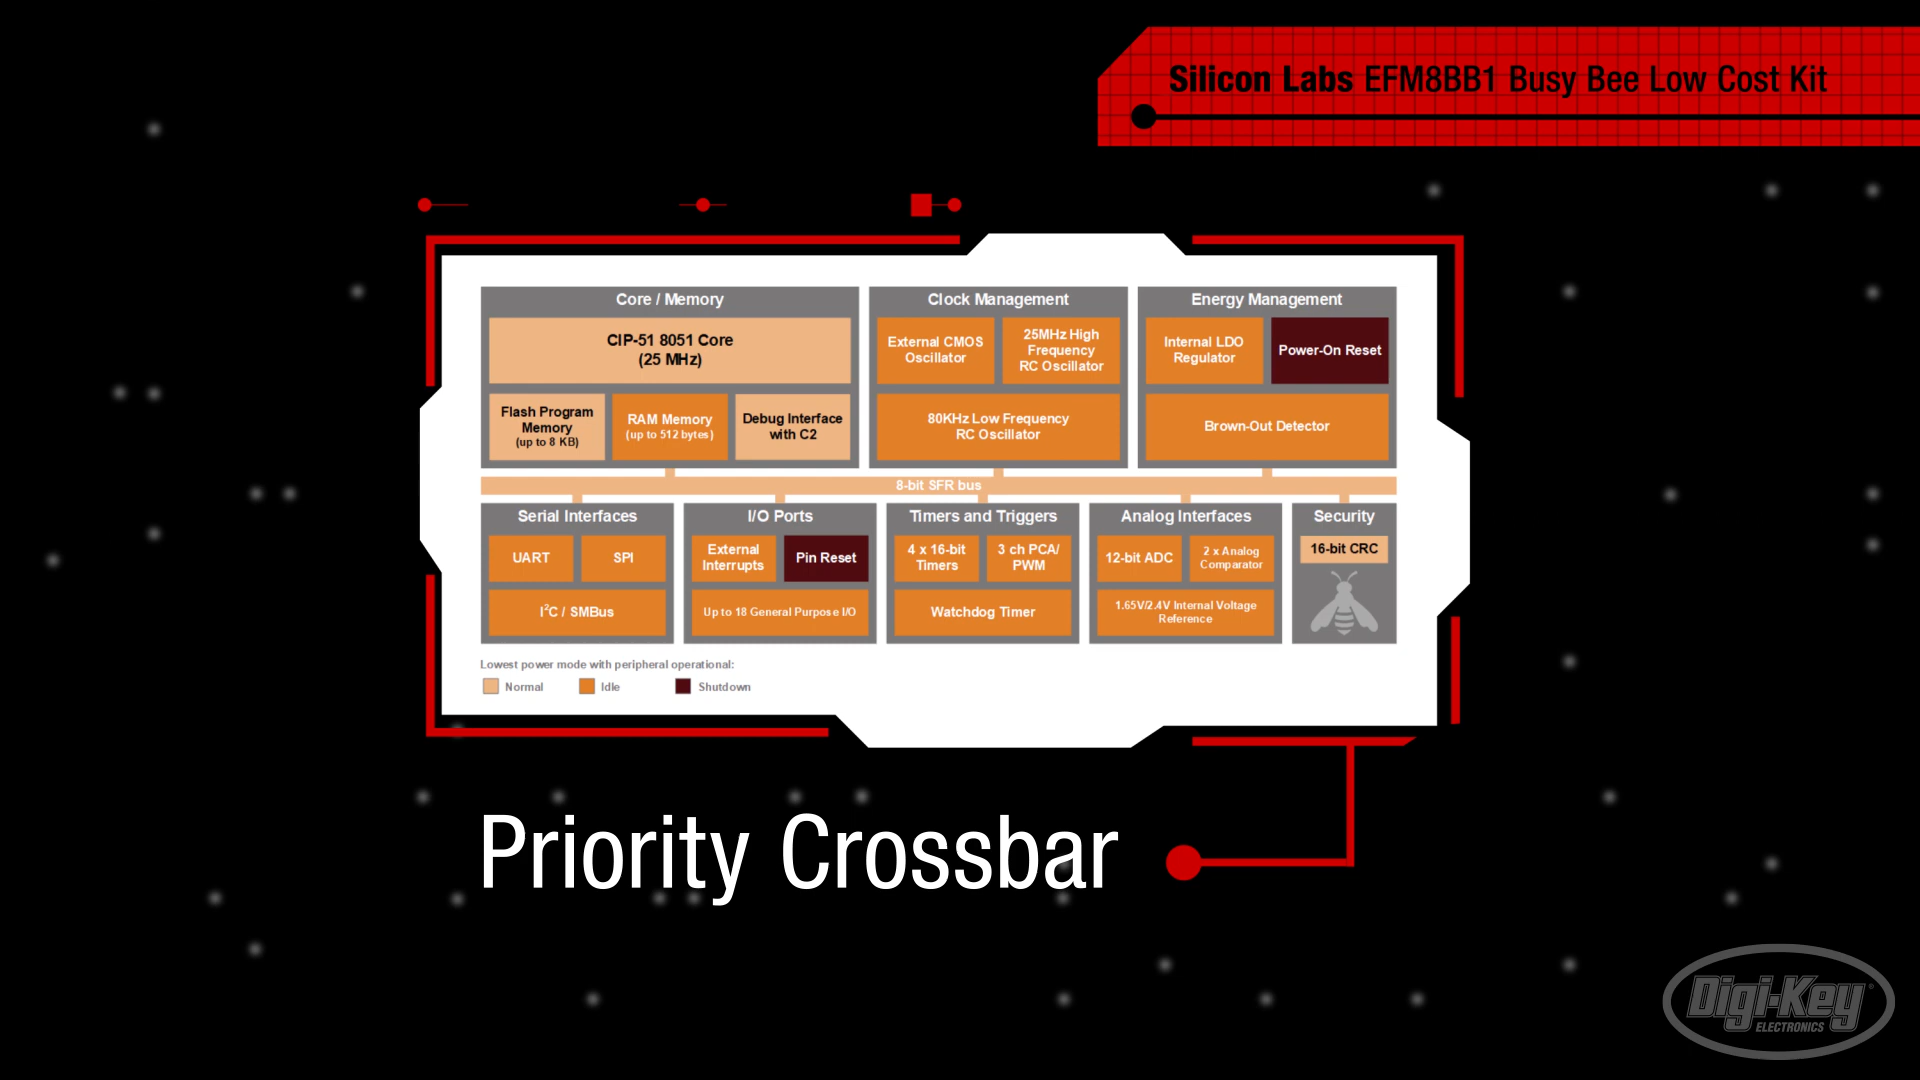 Silicon Labs EFM8BB1 Busy Bee Low Cost Kit
Core / Memory
CIP-51 8051 Core
(25 MHz)
Flash Program
Memory
(up to 8 KB)
RAM Memory
(up to 512 bytes)
Debug Interface
with C2
Clock Management
External CMOS
Oscillator
25MHz High
Frequency
RC Oscillator
80KHz Low Frequency
RC Oscillator
Energy Management
Internal LDO
Regulator
Power-On Reset
Brown-Out Detector
8-bit SFR bus
Serial Interfaces
UART
SPI
I²C / SMBus
I/O Ports
External
Interrupts
Pin Reset
Up to 18 General Purpose I/O
Timers and Triggers
4 x 16-bit
Timers
3 ch PCA/
PWM
Watchdog Timer
Analog Interfaces
12-bit ADC
2 x Analog
Comparator
1.65V/2.4V Internal Voltage
Reference
Security
16-bit CRC
Lowest power mode with peripheral operational:
Normal
Idle
Shutdown
Priority Crossbar
Digi-Key
ELECTRONICS